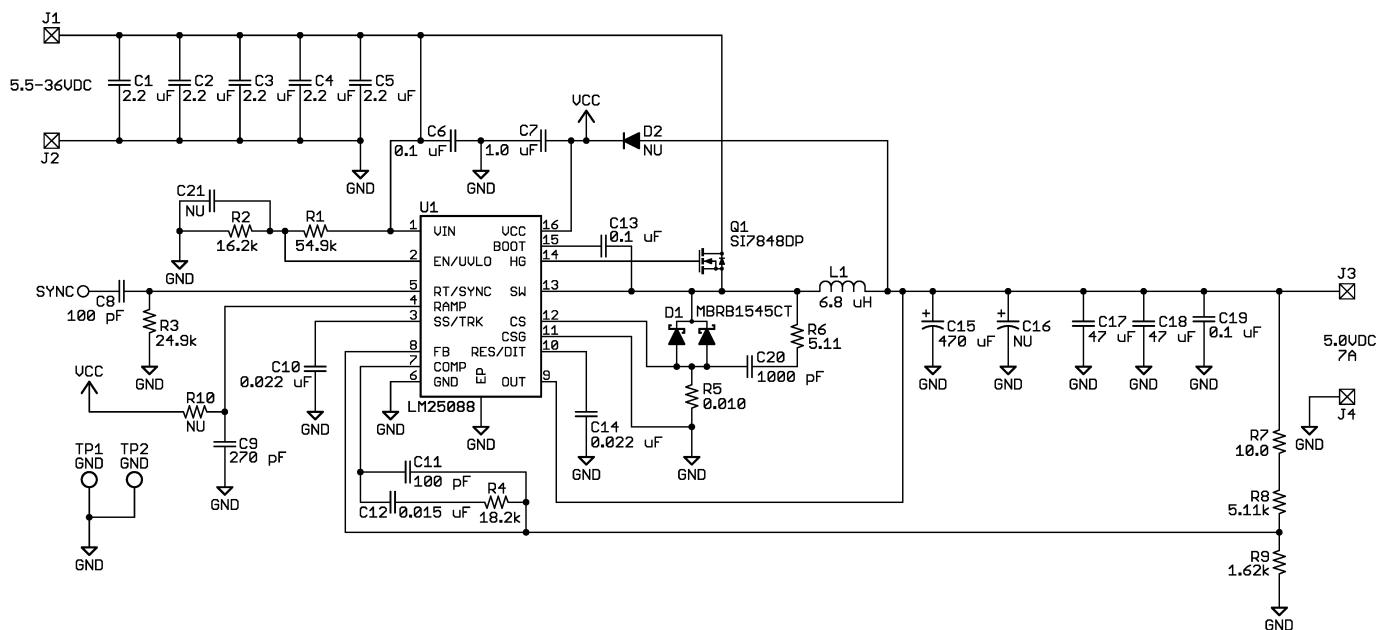 J1
5.5-36VDC
J2
C1
2.2 uF
C2
2.2 uF
C3
2.2 uF
C4
2.2 uF
C5
2.2 uF
GND
C6
0.1 uF
GND
C7
1.0 uF
VCC
D2
NU
C21
NU
R2
16.2k
R1
54.9k
GND
U1
1 VIN
2 EN/UVLO
5 RT/SYNC
4 RAMP
3 SS/TRK
8 FB
7 COMP
6 GND
EP
VCC 16
BOOT 15
HG 14
SW 13
CS 12
CSG 11
RES/DIT 10
OUT 9
LM25088
GND
GND
C13
0.1 uF
Q1
SI7848DP
SYNC
C8
100 pF
R3
24.9k
GND
C10
0.022 uF
GND
VCC
R10
NU
C9
270 pF
GND
TP1
GND
TP2
GND
GND
C11
100 pF
C12
0.015 uF
R4
18.2k
C14
0.022 uF
GND
D1
MBRB1545CT
R5
0.010
GND
R6
5.11
C20
1000 pF
L1
6.8 uH
+
C15
470 uF
GND
+
C16
NU
GND
C17
47 uF
GND
C18
47 uF
GND
C19
0.1 uF
GND
J3
5.0VDC
7A
J4
GND
R7
10.0
R8
5.11k
R9
1.62k
GND